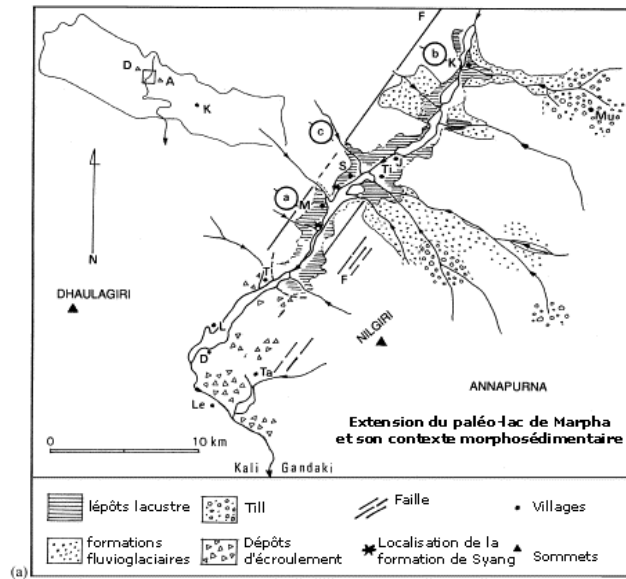 F
b
D
A
K
K
Mu
c
S
J
Ti
a
M
N
T
F
DHAULAGIRI
NILGIRI
L
D
Ta
ANNAPURNA
Le
Extension du paléo-lac de Marpha
et son contexte morphosédimentaire
0 10 km
Kali Gandaki
lépôts lacustre
Till
Faille
Villages
formations
fluvioglaciaires
Dépôts
d'écroulement
Localisation de la
formation de Syang
Sommets
(a)